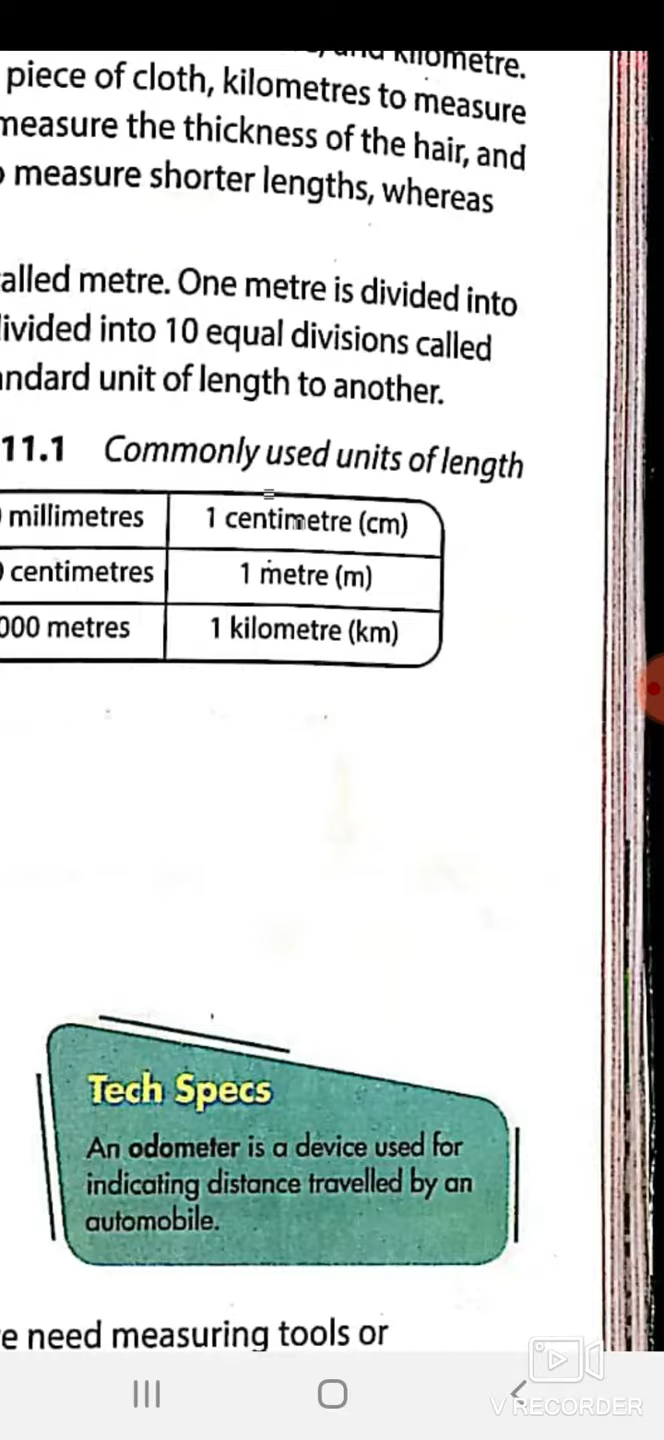 kilometre.
piece of cloth, kilometres to measure
measure the thickness of the hair, and
measure shorter lengths, whereas
alled metre. One metre is divided into
divided into 10 equal divisions called
andard unit of length to another.
11.1 Commonly used units of length
millimetres 1 centimetre (cm)
centimetres 1 metre (m)
000 metres 1 kilometre (km)
Tech Specs
An odometer is a device used for
indicating distance travelled by an
automobile.
e need measuring tools or
V RECORDER